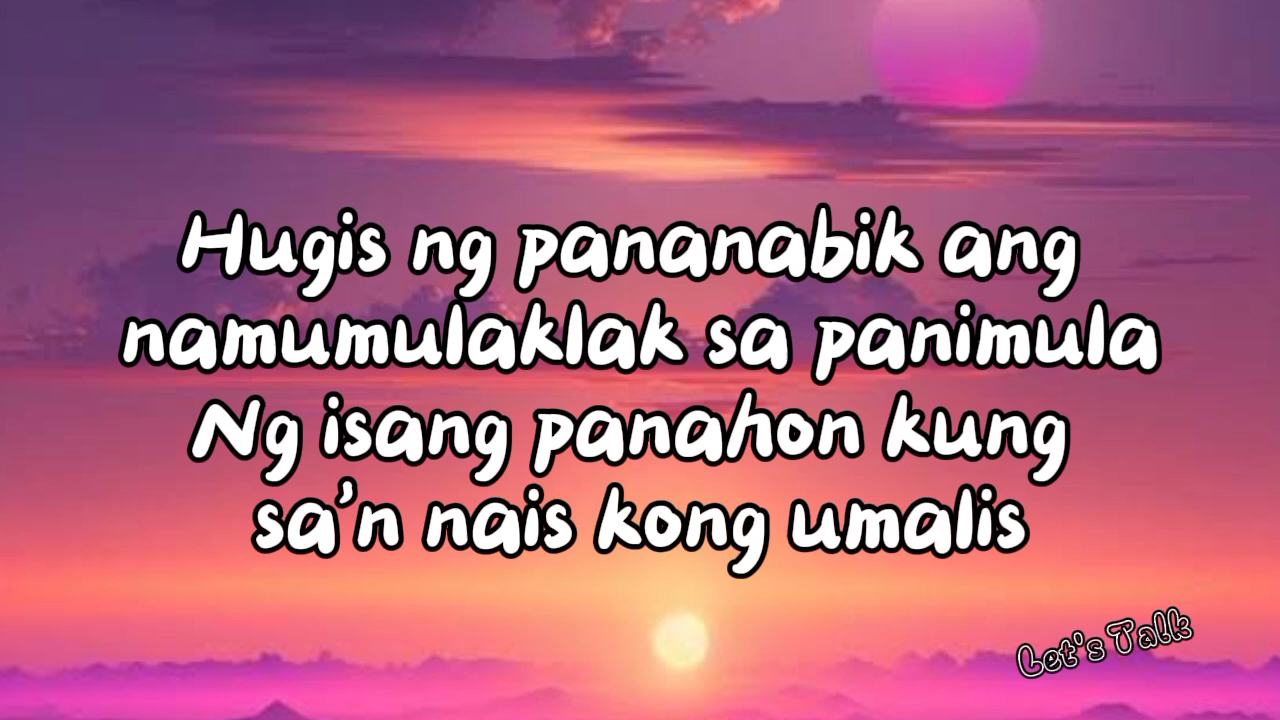 Hugis ng pananabik ang
namumulaklak sa panimula
Ng isang panahon kung
sa'n nais kong umalis
Let's Talk